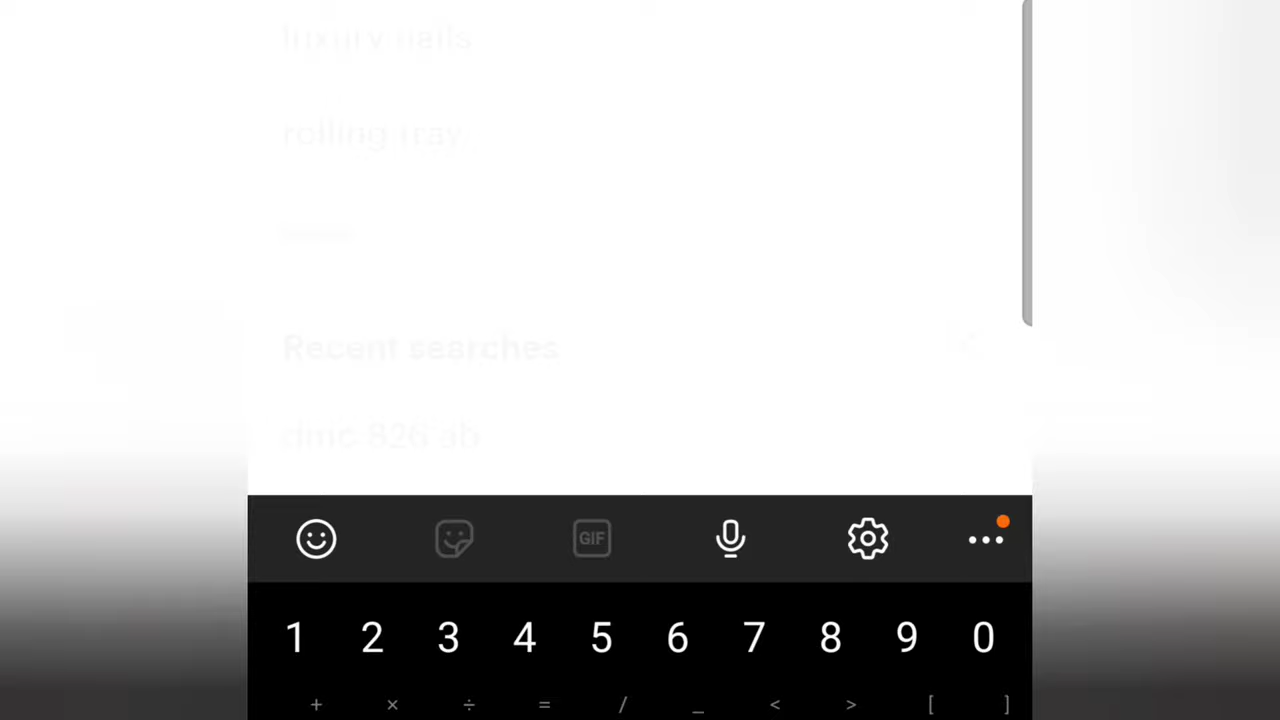 luxury nails
rolling tray
Recent searches
GIF
1 2 3 4 5 6 7 8 9 0
+ × ÷ = / _ < > [ ]